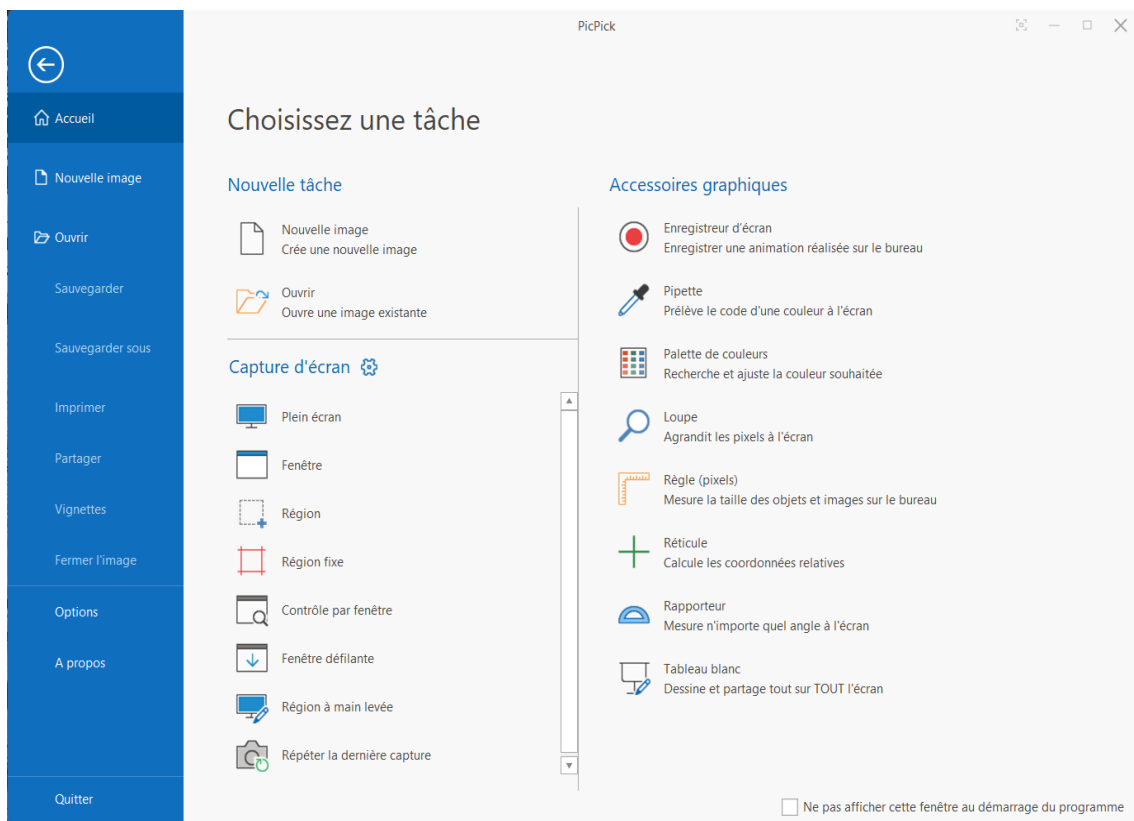 PicPick
Accueil
Nouvelle image
Ouvrir
Sauvegarder
Sauvegarder sous
Imprimer
Partager
Vignettes
Fermer l'image
Options
A propos
Quitter
Choisissez une tâche
Nouvelle tâche
Nouvelle image
Crée une nouvelle image
Ouvrir
Ouvre une image existante
Capture d'écran
Plein écran
Fenêtre
Région
Région fixe
Contrôle par fenêtre
Fenêtre défilante
Région à main levée
Répéter la dernière capture
Accessoires graphiques
Enregistreur d'écran
Enregistrer une animation réalisée sur le bureau
Pipette
Prélève le code d'une couleur à l'écran
Palette de couleurs
Recherche et ajuste la couleur souhaitée
Loupe
Agrandit les pixels à l'écran
Règle (pixels)
Mesure la taille des objets et images sur le bureau
Réticule
Calcule les coordonnées relatives
Rapporteur
Mesure n'importe quel angle à l'écran
Tableau blanc
Dessine et partage tout sur TOUT l'écran
Ne pas afficher cette fenêtre au démarrage du programme